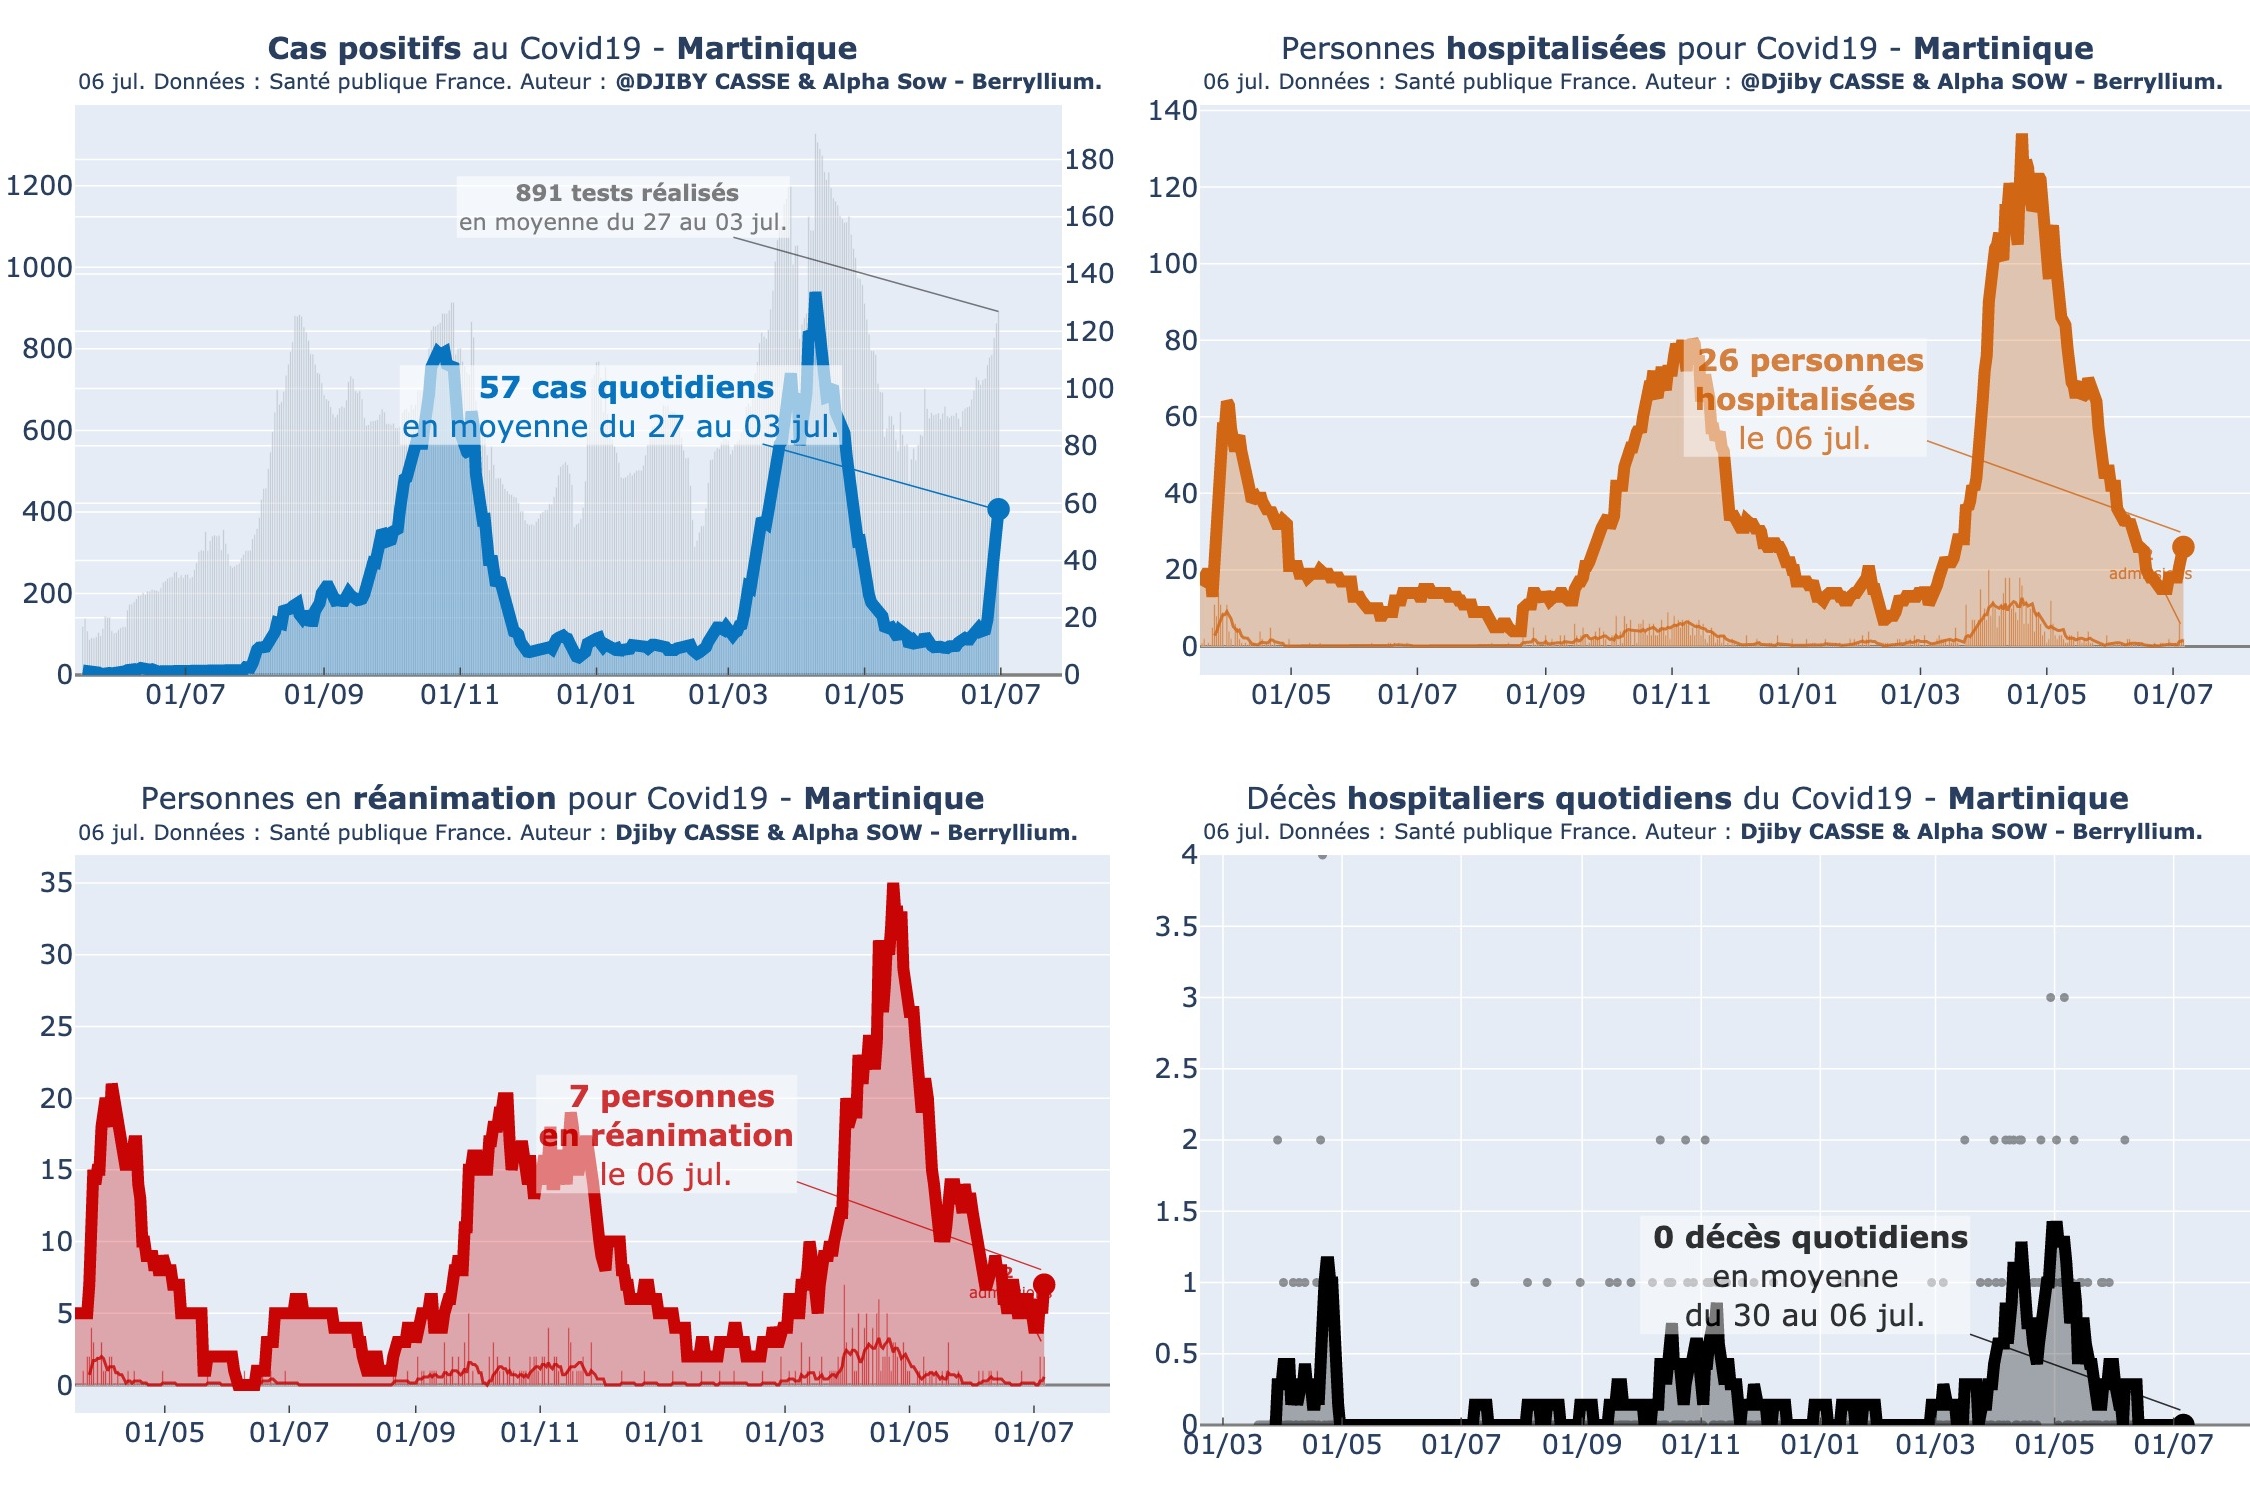 Cas positifs au Covid19 - Martinique
06 jul. Données : Santé publique France. Auteur : @DJIBY CASSE & Alpha Sow - Berryllium.
1200
1000
800
600
400
200
0
180
160
140
120
100
80
60
40
20
0
891 tests réalisés
en moyenne du 27 au 03 jul.
57 cas quotidiens
en moyenne du 27 au 03 jul.
01/07 01/09 01/11 01/01 01/03 01/05 01/07
Personnes hospitalisées pour Covid19 - Martinique
06 jul. Données : Santé publique France. Auteur : @Djiby CASSE & Alpha SOW - Berryllium.
140
120
100
80
60
40
20
0
26 personnes
hospitalisées
le 06 jul.
admissions
01/05 01/07 01/09 01/11 01/01 01/03 01/05 01/07
Personnes en réanimation pour Covid19 - Martinique
06 jul. Données : Santé publique France. Auteur : Djiby CASSE & Alpha SOW - Berryllium.
35
30
25
20
15
10
5
0
7 personnes
en réanimation
le 06 jul.
2
admissions
01/05 01/07 01/09 01/11 01/01 01/03 01/05 01/07
Décès hospitaliers quotidiens du Covid19 - Martinique
06 jul. Données : Santé publique France. Auteur : Djiby CASSE & Alpha SOW - Berryllium.
4
3.5
3
2.5
2
1.5
1
0.5
0
0 décès quotidiens
en moyenne
du 30 au 06 jul.
01/03 01/05 01/07 01/09 01/11 01/01 01/03 01/05 01/07